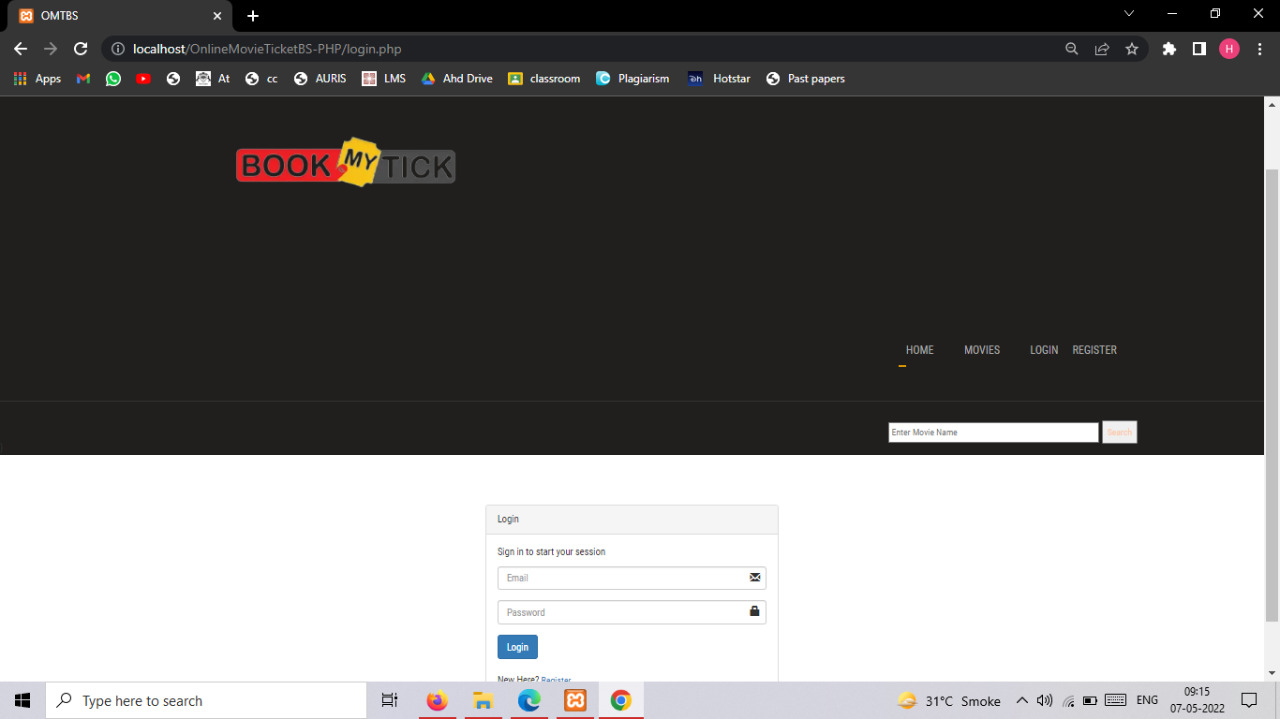 OMTBS
localhost/OnlineMovieTicketBS-PHP/login.php
H
Apps At cc AURIS LMS Ahd Drive classroom Plagiarism Hotstar Past papers
BOOK MY TICK
HOME MOVIES LOGIN REGISTER
Enter Movie Name Search
Login
Sign in to start your session
Email
Password
Login
New Here? Register
Type here to search
31°C Smoke ENG
09:15
07-05-2022